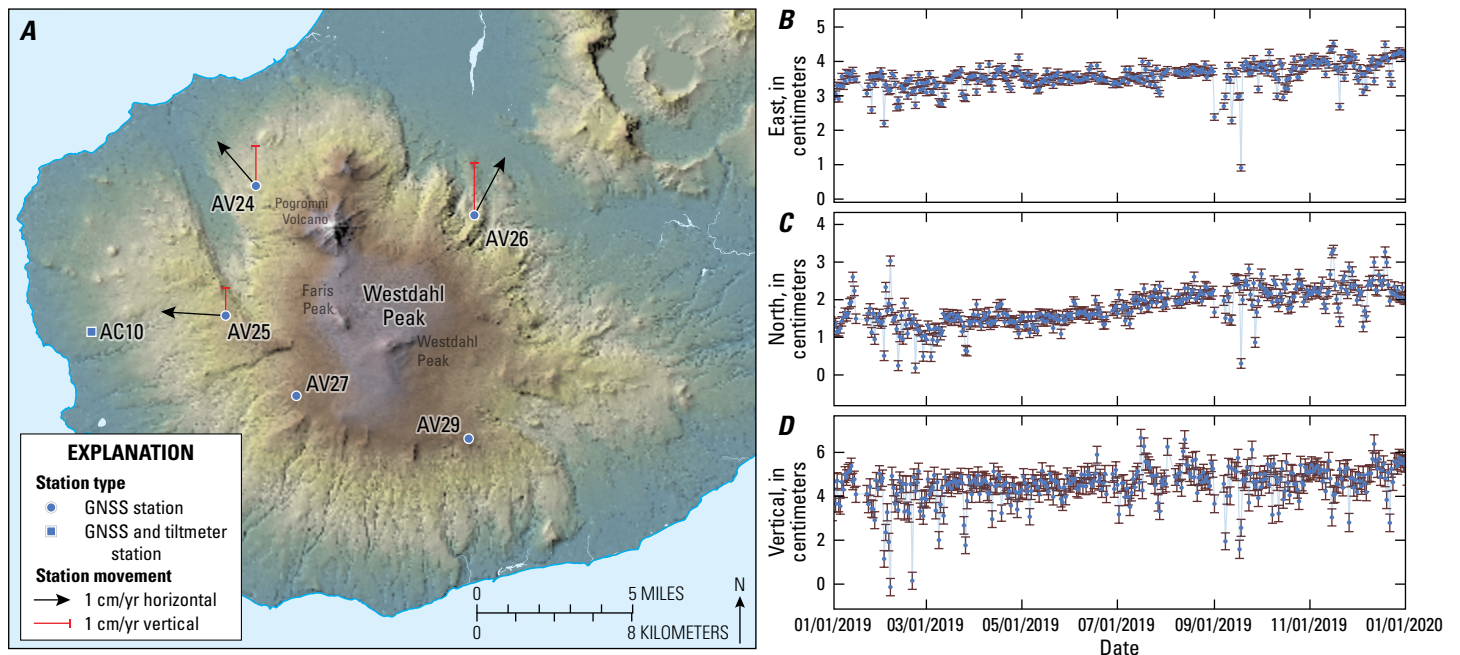 A
AV24
Pogromni
Volcano
AV26
Faris
Peak
Westdahl
Peak
AV25
AC10
Westdahl
Peak
AV27
AV29
EXPLANATION
Station type
GNSS station
GNSS and tiltmeter
station
Station movement
1 cm/yr horizontal
1 cm/yr vertical
0 5 MILES
0 8 KILOMETERS
N
B
East, in
centimeters
5
4
3
2
1
0
C
North, in
centimeters
4
3
2
1
0
D
Vertical, in
centimeters
6
4
2
0
01/01/2019 03/01/2019 05/01/2019 07/01/2019 09/01/2019 11/01/2019 01/01/2020
Date